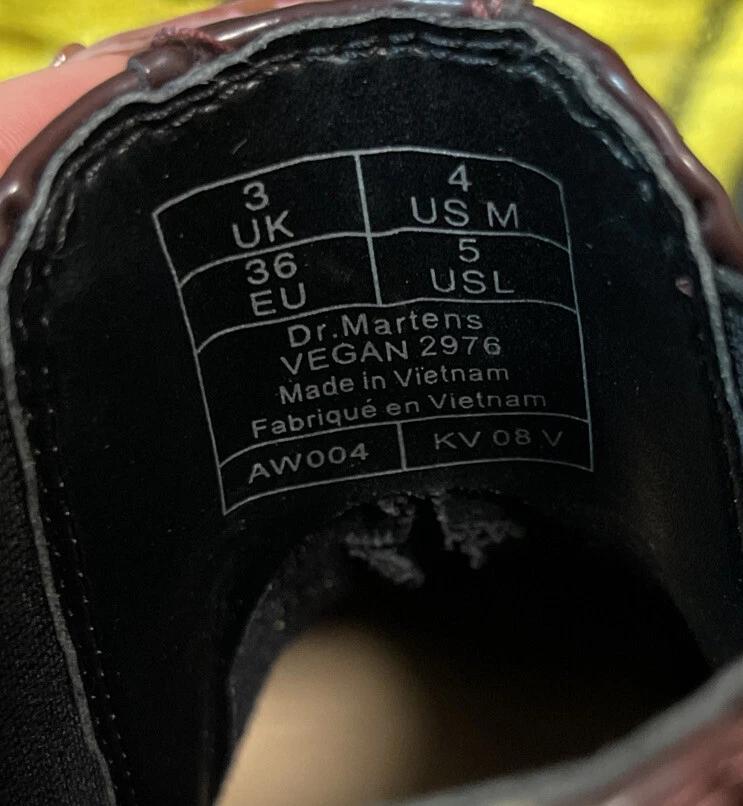 3
UK
4
US M
36
EU
5
USL
Dr.Martens
VEGAN 2976
Made in Vietnam
Fabriqué en Vietnam
AW004
KV 08 V